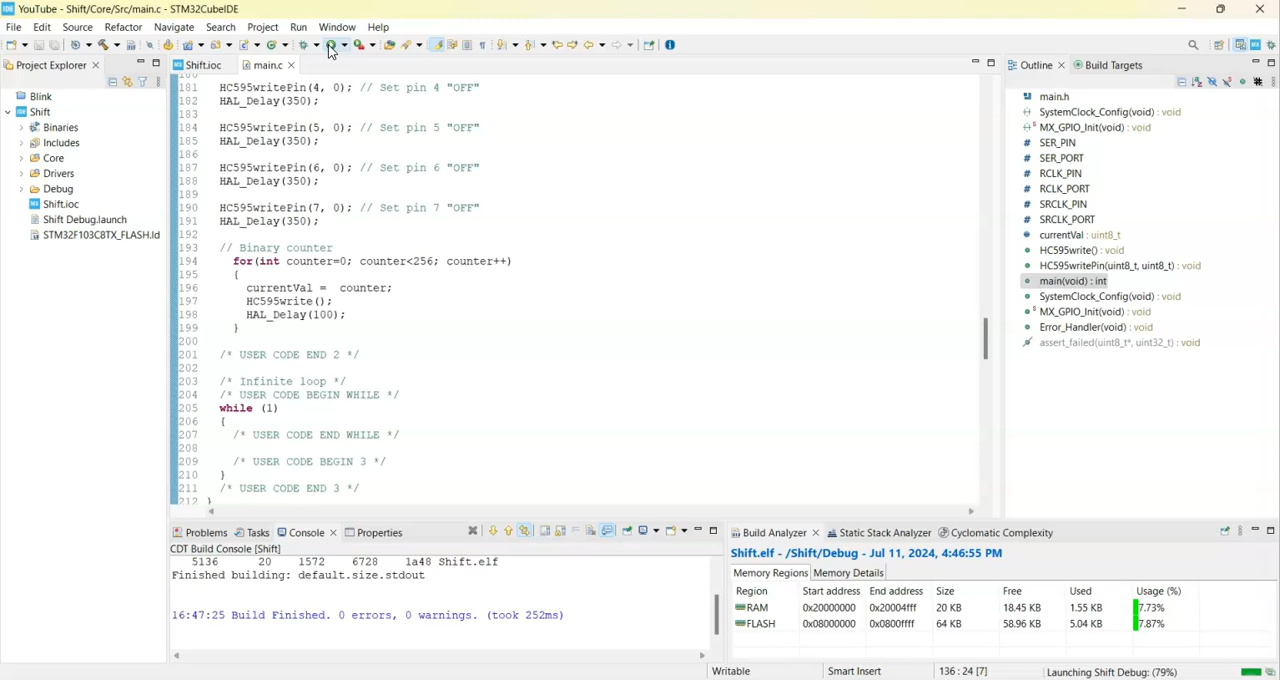 IDE YouTube - Shift/Core/Src/main.c - STM32CubeIDE
File Edit Source Refactor Navigate Search Project Run Window Help
Project Explorer
Blink
Shift
Binaries
Includes
Core
Drivers
Debug
Shift.ioc
Shift Debug.launch
STM32F103C8TX_FLASH.ld
Shift.ioc main.c
181 HC595writePin(4, 0); // Set pin 4 "OFF"
182 HAL_Delay(350);
183
184 HC595writePin(5, 0); // Set pin 5 "OFF"
185 HAL_Delay(350);
186
187 HC595writePin(6, 0); // Set pin 6 "OFF"
188 HAL_Delay(350);
189
190 HC595writePin(7, 0); // Set pin 7 "OFF"
191 HAL_Delay(350);
192
193 // Binary counter
194 for(int counter=0; counter<256; counter++)
195 {
196 currentVal = counter;
197 HC595write();
198 HAL_Delay(100);
199 }
200
201 /* USER CODE END 2 */
202
203 /* Infinite loop */
204 /* USER CODE BEGIN WHILE */
205 while (1)
206 {
207 /* USER CODE END WHILE */
208
209 /* USER CODE BEGIN 3 */
210 }
211 /* USER CODE END 3 */
212 }
Outline Build Targets
main.h
SystemClock_Config(void) : void
MX_GPIO_Init(void) : void
SER_PIN
SER_PORT
RCLK_PIN
RCLK_PORT
SRCLK_PIN
SRCLK_PORT
currentVal : uint8_t
HC595write() : void
HC595writePin(uint8_t, uint8_t) : void
main(void) : int
SystemClock_Config(void) : void
MX_GPIO_Init(void) : void
Error_Handler(void) : void
assert_failed(uint8_t*, uint32_t) : void
Problems Tasks Console Properties
CDT Build Console [Shift]
5136 20 1572 6728 1a48 Shift.elf
Finished building: default.size.stdout
16:47:25 Build Finished. 0 errors, 0 warnings. (took 252ms)
Build Analyzer Static Stack Analyzer Cyclomatic Complexity
Shift.elf - /Shift/Debug - Jul 11, 2024, 4:46:55 PM
Memory Regions Memory Details
Region Start address End address Size Free Used Usage (%)
RAM 0x20000000 0x20004fff 20 KB 18.45 KB 1.55 KB 7.73%
FLASH 0x08000000 0x0800ffff 64 KB 58.96 KB 5.04 KB 7.87%
Writable Smart Insert 136 : 24 [7] Launching Shift Debug: (79%)